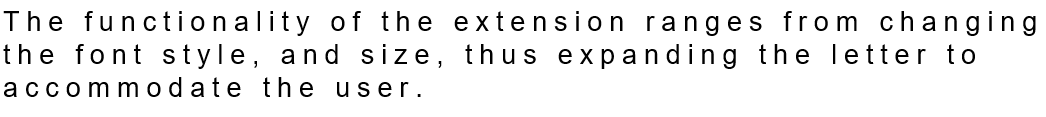 The functionality of the extension ranges from changing
the font style, and size, thus expanding the letter to
accommodate the user.